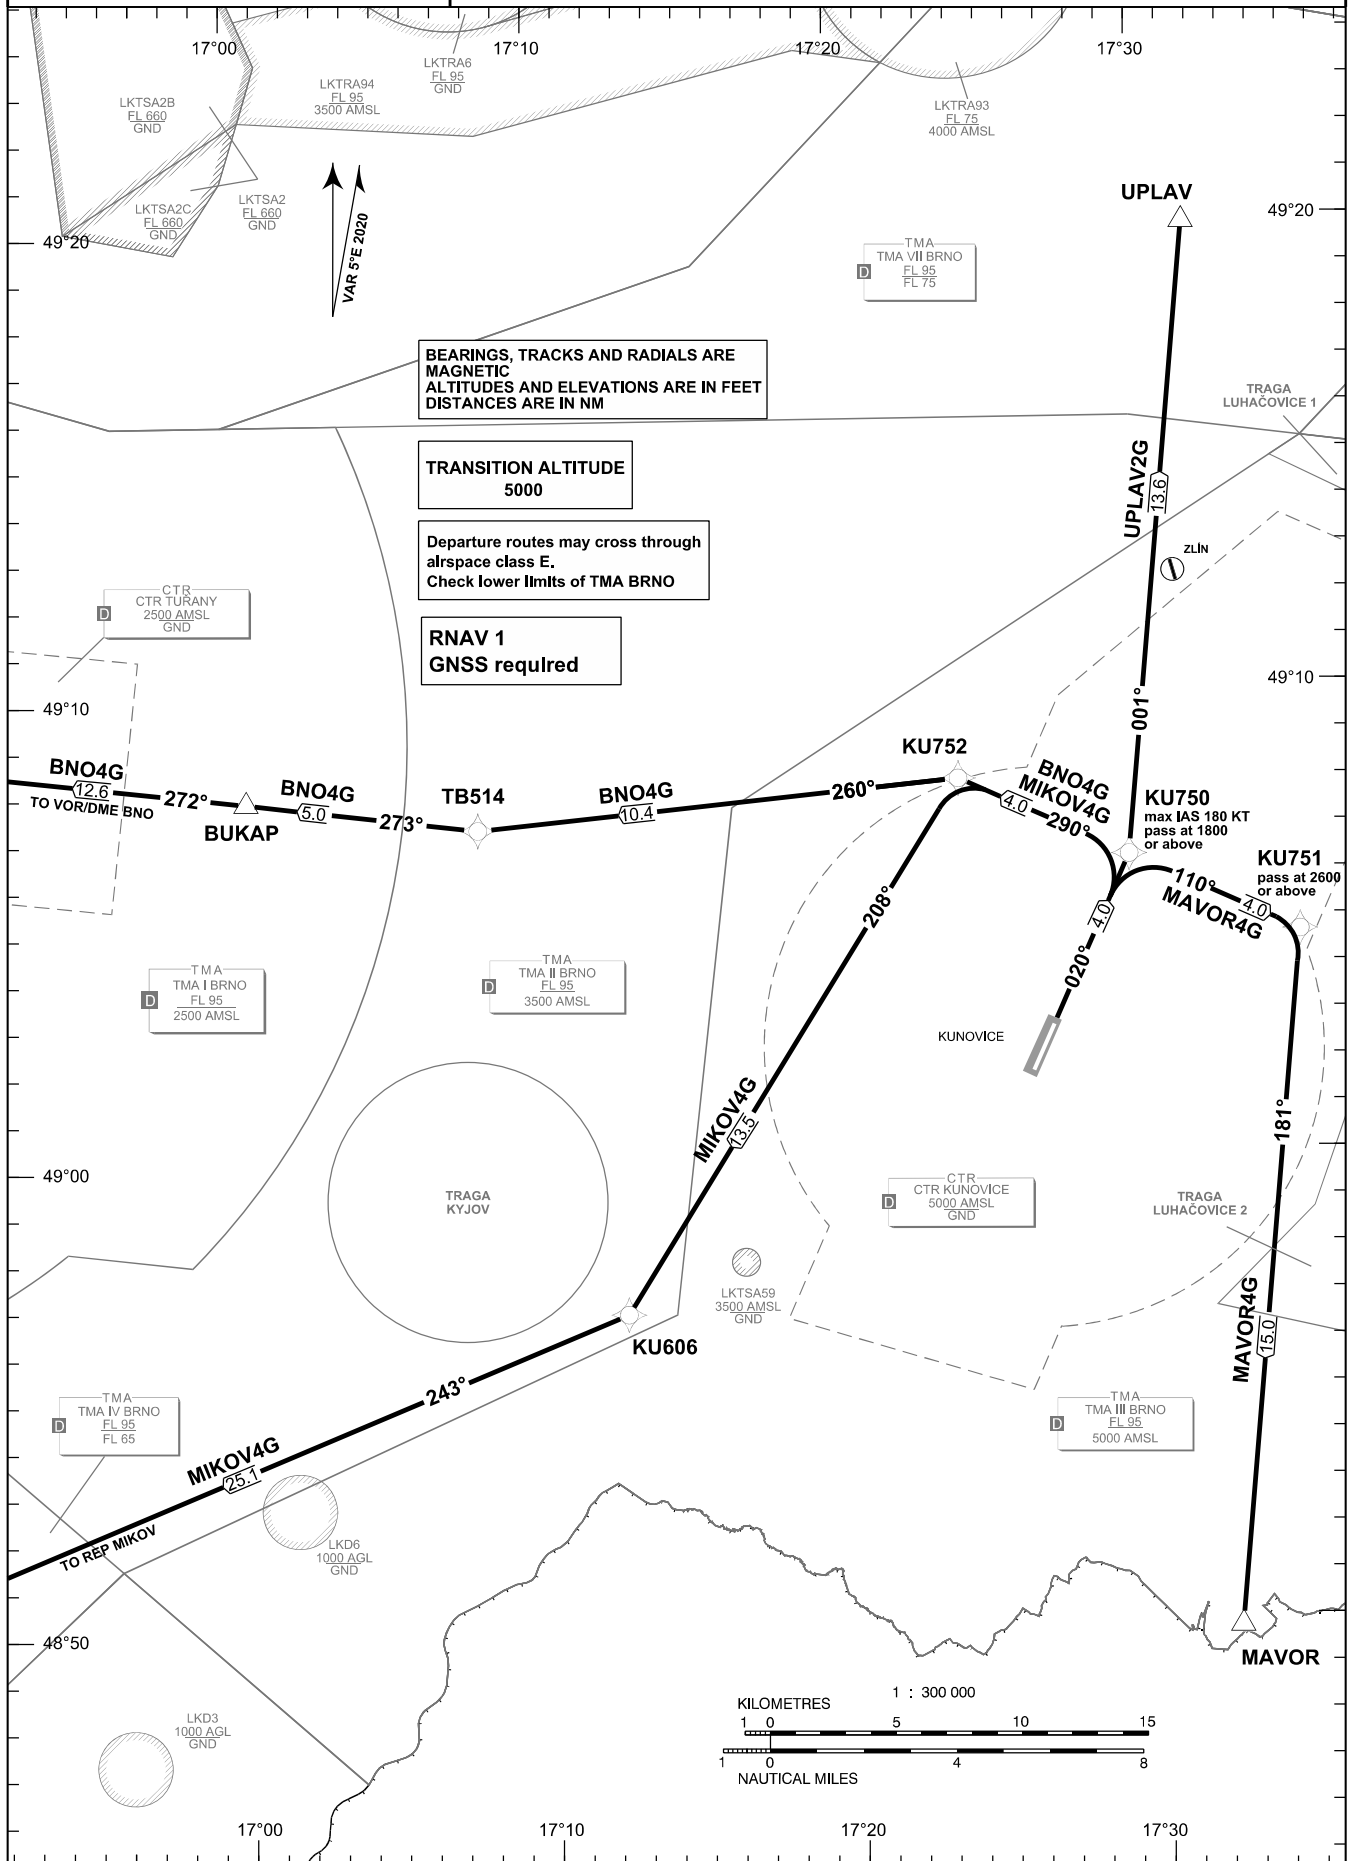 17°00
17°10
17°20
17°30
LKTRA6
FL 95
GND
LKTRA94
FL 95
3500 AMSL
LKTSA2B
FL 660
GND
LKTRA93
FL 75
4000 AMSL
LKTSA2C
FL 660
GND
LKTSA2
FL 660
GND
VAR 5°E 2020
UPLAV
49°20
49°20
TMA
TMA VII BRNO
D
FL 95
FL 75
BEARINGS, TRACKS AND RADIALS ARE
MAGNETIC
ALTITUDES AND ELEVATIONS ARE IN FEET
DISTANCES ARE IN NM
TRAGA
LUHAČOVICE 1
TRANSITION ALTITUDE
5000
UPLAV2G
13.6
Departure routes may cross through
airspace class E.
Check lower limits of TMA BRNO
ZLÍN
CTR
CTR TUŘANY
D
2500 AMSL
GND
RNAV 1
GNSS required
49°10
49°10
001°
KU752
BNO4G
12.6
TO VOR/DME BNO
272°
BUKAP
BNO4G
5.0
273°
TB514
BNO4G
10.4
260°
BNO4G
MIKOV4G
4.0
290°
KU750
max IAS 180 KT
pass at 1800
or above
KU751
pass at 2600
or above
110°
MAVOR4G
4.0
4.0
020°
208°
TMA
TMA I BRNO
D
FL 95
2500 AMSL
TMA
TMA II BRNO
D
FL 95
3500 AMSL
KUNOVICE
MIKOV4G
13.5
181°
49°00
TRAGA
KYJOV
CTR
CTR KUNOVICE
D
5000 AMSL
GND
TRAGA
LUHAČOVICE 2
LKTSA59
3500 AMSL
GND
KU606
MAVOR4G
15.0
243°
TMA
TMA IV BRNO
D
FL 95
FL 65
TMA
TMA III BRNO
D
FL 95
5000 AMSL
MIKOV4G
25.1
TO REP MIKOV
LKD6
1000 AGL
GND
48°50
MAVOR
1 : 300 000
KILOMETRES
1 0 5 10 15
1 0 4 8
NAUTICAL MILES
LKD3
1000 AGL
GND
17°00
17°10
17°20
17°30